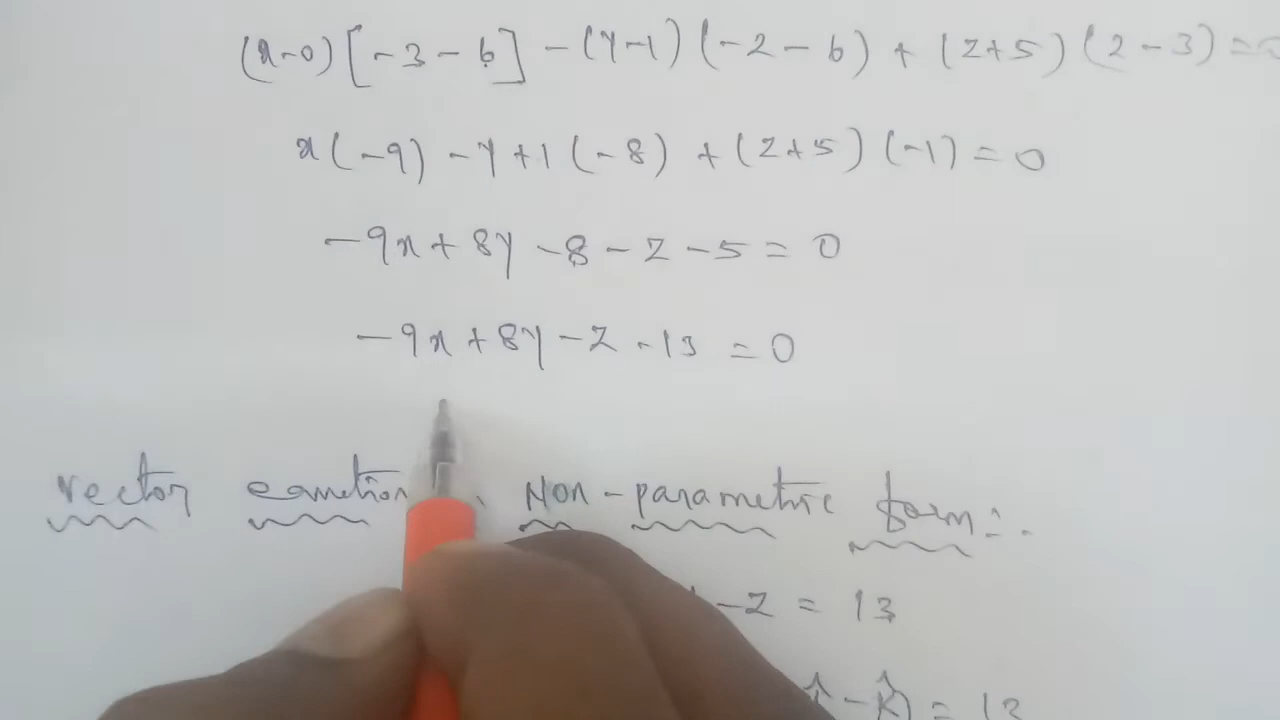 (x-0)[-3-6] - (y-1)(-2-6) + (z+5)(2-3)=0
x(-9) - y+1(-8) + (z+5)(-1)=0
-9x+8y-8-z-5=0
-9x+8y-z-13=0
vector Non-parametric form:.
-z = 13
-k̂) = 13